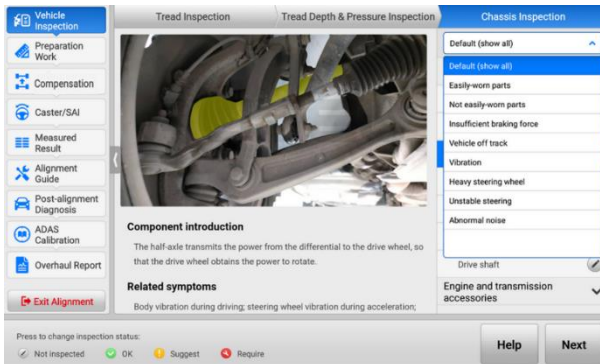 Vehicle
Inspection
Preparation
Work
Compensation
Caster/SAI
Measured
Result
Alignment
Guide
Post-alignment
Diagnosis
ADAS
Calibration
Overhaul Report
Exit Alignment
Tread Inspection
Tread Depth & Pressure Inspection
Chassis Inspection
Component introduction
The half-axle transmits the power from the differential to the drive wheel, so
that the drive wheel obtains the power to rotate.
Related symptoms
Body vibration during driving; steering wheel vibration during acceleration;
Default (show all)
Default (show all)
Easily-worn parts
Not easily-worn parts
Insufficient braking force
Vehicle off track
Vibration
Heavy steering wheel
Unstable steering
Abnormal noise
Drive shaft
Engine and transmission
accessories
Press to change inspection status:
Not inspected
OK
Suggest
Require
Help
Next